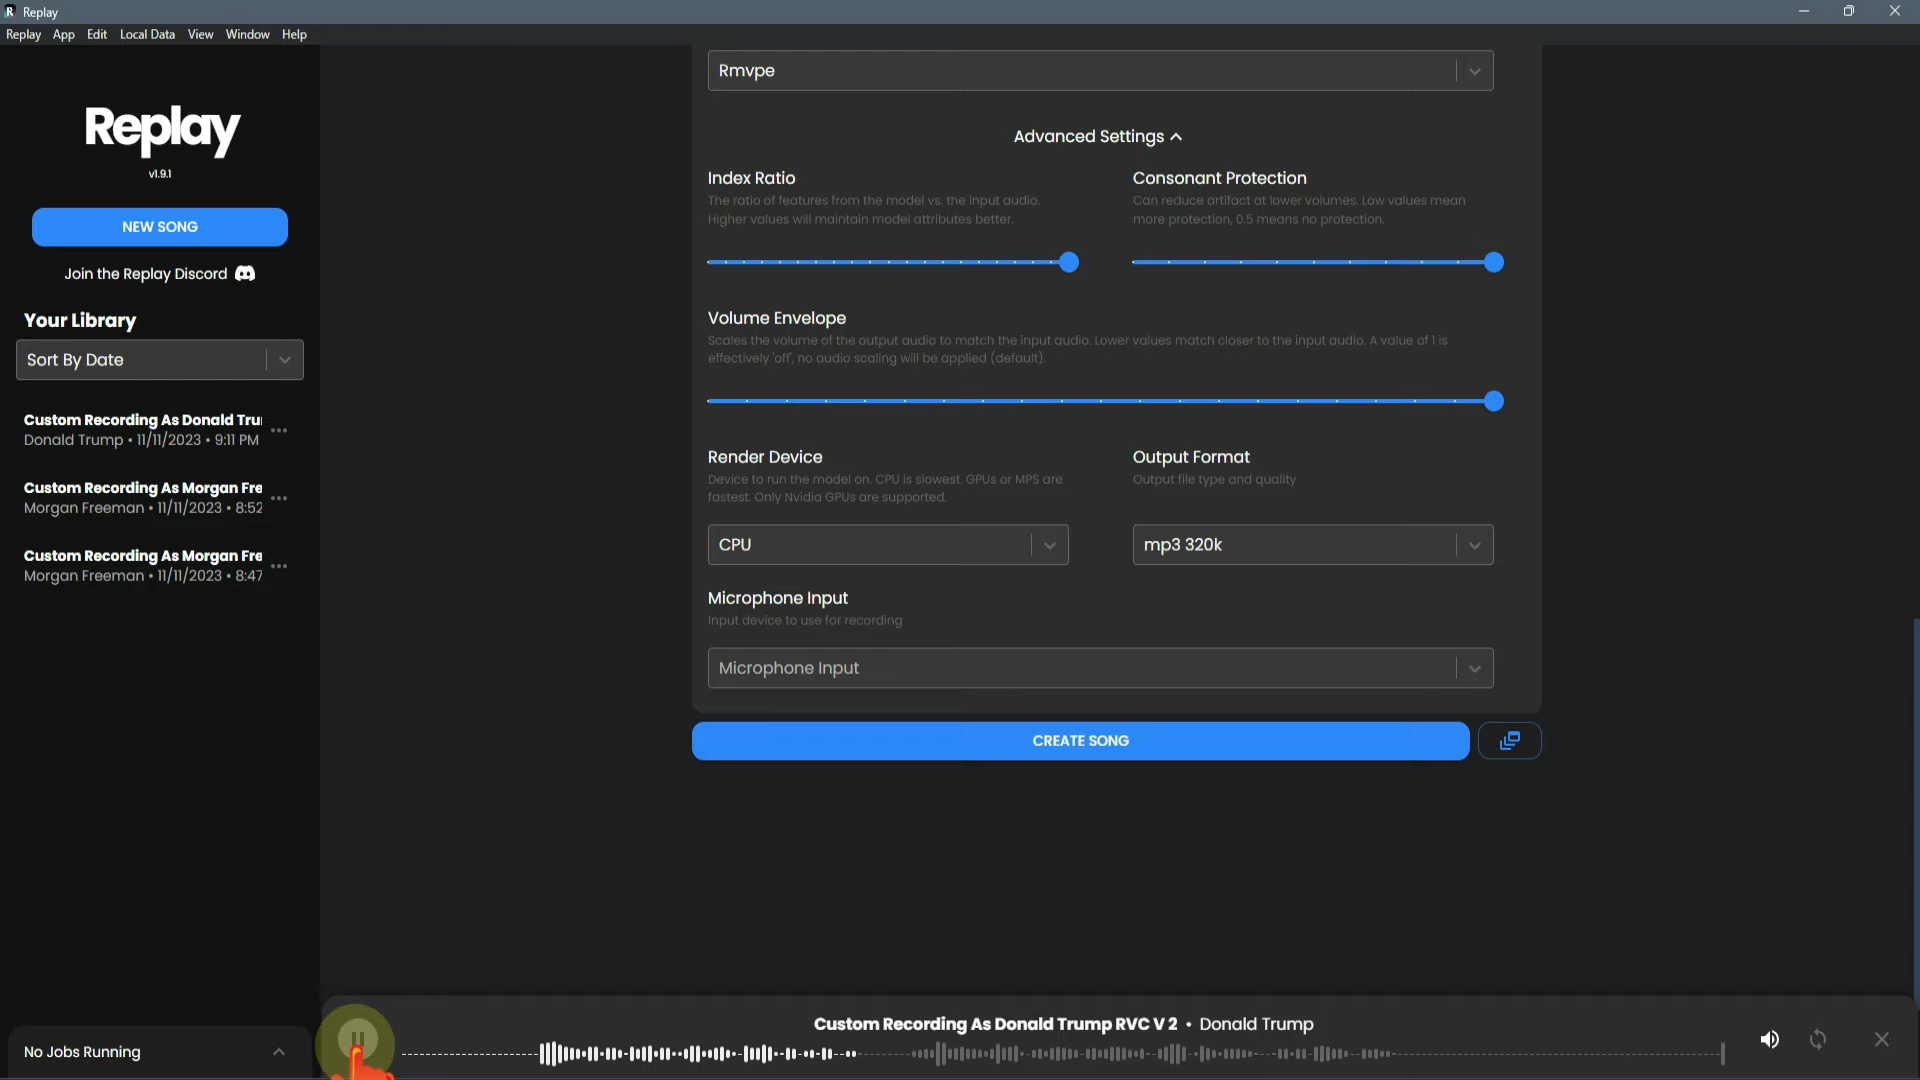 Replay
Replay App Edit Local Data View Window Help
Replay
v1.9.1
NEW SONG
Join the Replay Discord
Your Library
Sort By Date
Custom Recording As Donald Tru
Donald Trump • 11/11/2023 • 9:11 PM
Custom Recording As Morgan Fre
Morgan Freeman • 11/11/2023 • 8:52
Custom Recording As Morgan Fre
Morgan Freeman • 11/11/2023 • 8:47
No Jobs Running
Rmvpe
Advanced Settings
Index Ratio
The ratio of features from the model vs. the input audio.
Higher values will maintain model attributes better.
Consonant Protection
Can reduce artifact at lower volumes. Low values mean
more protection, 0.5 means no protection.
Volume Envelope
Scales the volume of the output audio to match the input audio. Lower values match closer to the input audio. A value of 1 is
effectively 'off', no audio scaling will be applied (default).
Render Device
Device to run the model on. CPU is slowest. GPUs or MPS are
fastest. Only Nvidia GPUs are supported.
CPU
Output Format
Output file type and quality
mp3 320k
Microphone Input
Input device to use for recording
Microphone Input
CREATE SONG
Custom Recording As Donald Trump RVC V 2 • Donald Trump